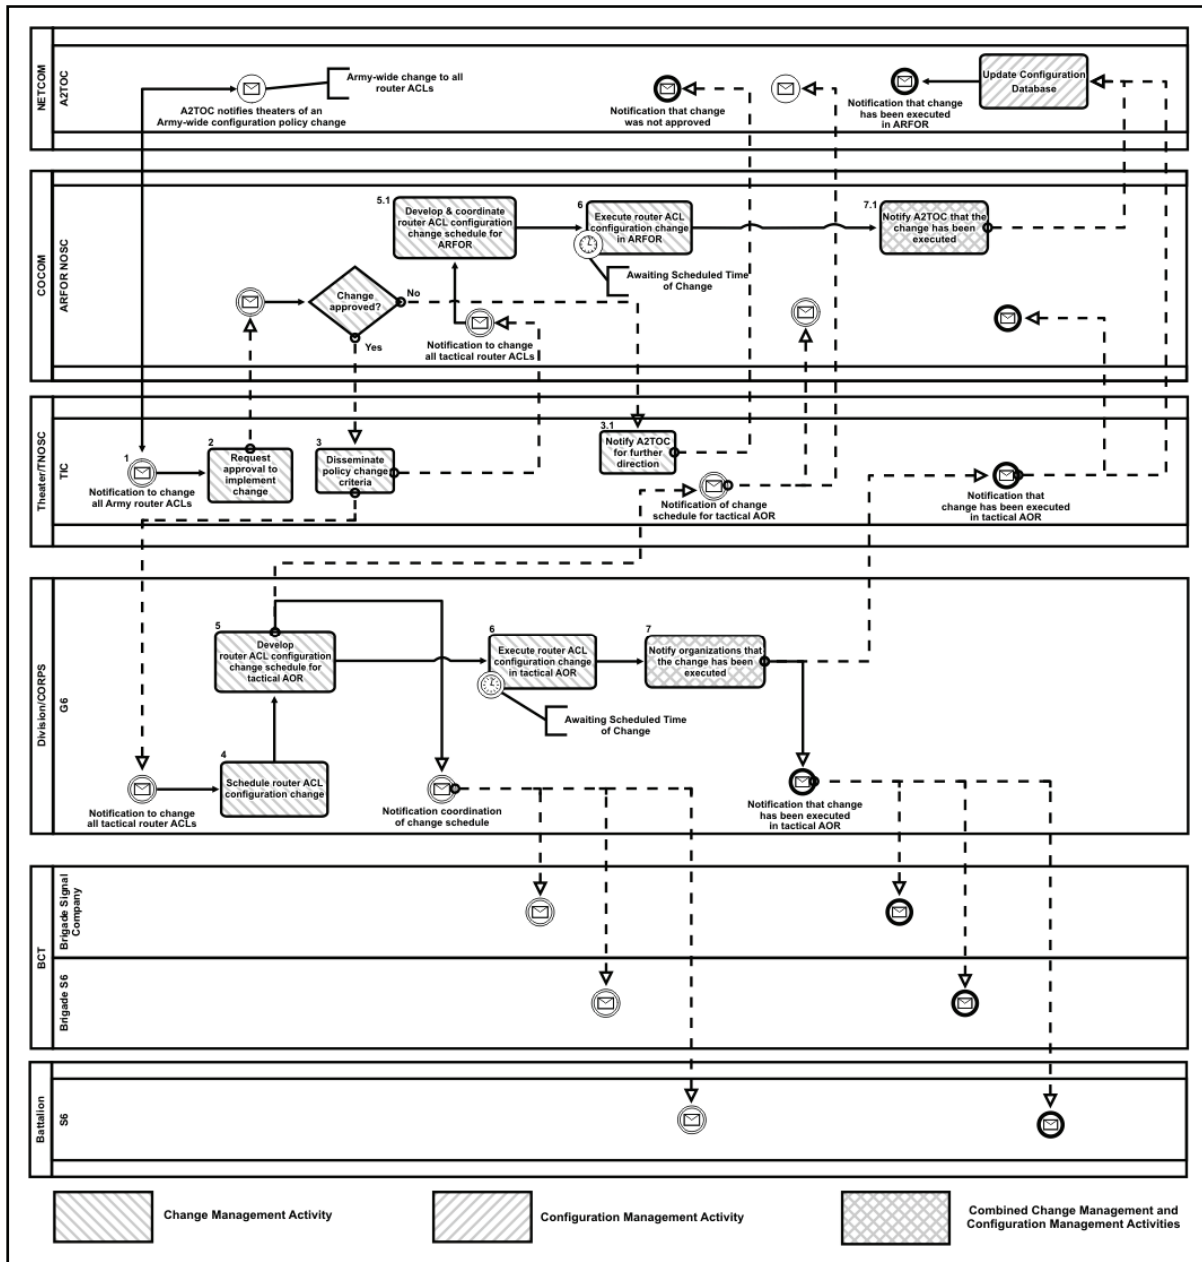 NETCOM
A2TOC
Army-wide change to all
router ACLs
A2TOC notifies theaters of an
Army-wide configuration policy change
Notification that change
was not approved
Notification that change
has been executed
in ARFOR
Update Configuration
Database
COCOM
ARFOR NOSC
5.1
Develop & coordinate
router ACL configuration
change schedule for
ARFOR
6
Execute router ACL
configuration change
in ARFOR
Awaiting Scheduled Time
of Change
7.1
Notify A2TOC that the
change has been
executed
Change
approved?
No
Yes
Notification to change
all tactical router ACLs
Theater/TNOSC
TIC
1
Notification to change
all Army router ACLs
2
Request
approval to
implement
change
3
Disseminate
policy change
criteria
3.1
Notify A2TOC
for further
direction
Notification of change
schedule for tactical AOR
Notification that
change has been executed
in tactical AOR
Division/CORPS
G6
5
Develop
router ACL configuration
change schedule for
tactical AOR
6
Execute router ACL
configuration change
in tactical AOR
Awaiting Scheduled Time
of Change
7
Notify organizations that
the change has been
executed
Notification to change
all tactical router ACLs
4
Schedule router ACL
configuration change
Notification coordination
of change schedule
Notification that change
has been executed
in tactical AOR
BCT
Brigade Signal
Company
Brigade S6
Battalion
S6
Change Management Activity
Configuration Management Activity
Combined Change Management and
Configuration Management Activities